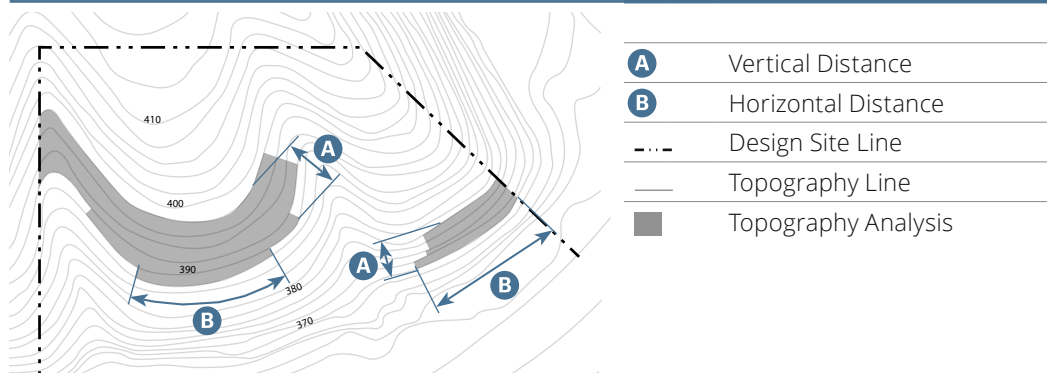 410
400
390
380
370
A
B
A
B
A Vertical Distance
B Horizontal Distance
Design Site Line
Topography Line
Topography Analysis